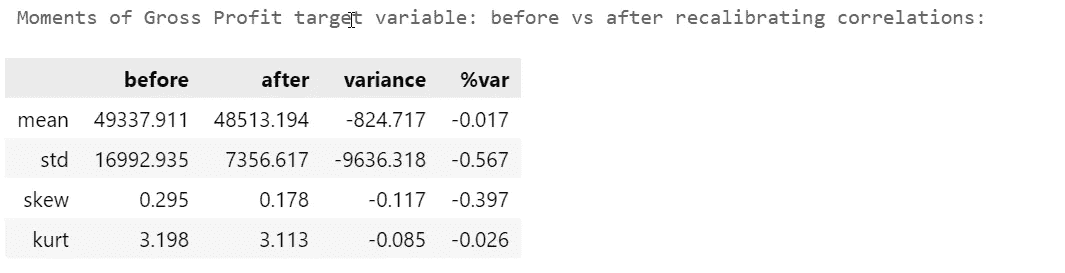 Moments of Gross Profit target variable: before vs after recalibrating correlations:
before after variance %var
mean 49337.911 48513.194 -824.717 -0.017
std 16992.935 7356.617 -9636.318 -0.567
skew 0.295 0.178 -0.117 -0.397
kurt 3.198 3.113 -0.085 -0.026